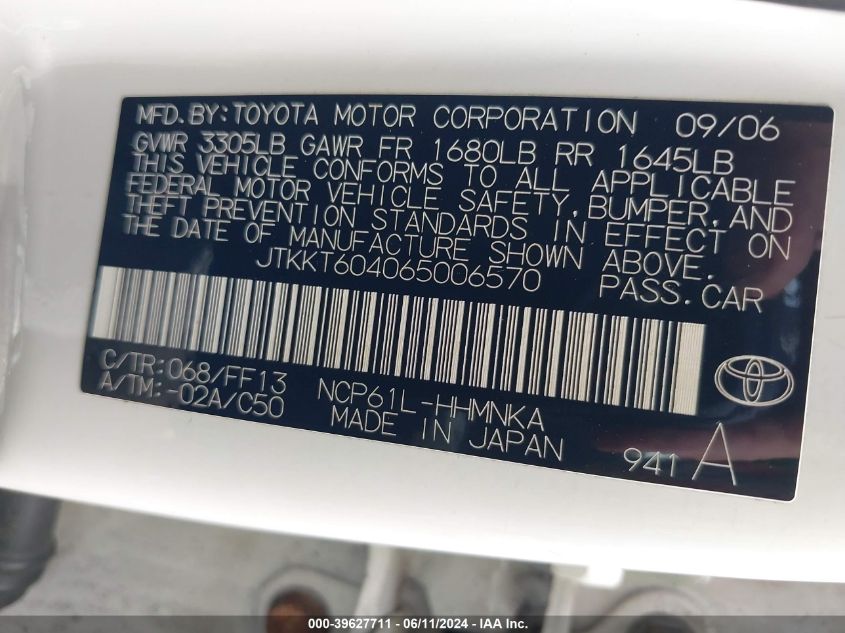 MFD.BY:TOYOTA MOTOR CORPORATION 09/06
GVWR 3305LB GAWR FR 1680LB RR 1645LB
THIS VEHICLE CONFORMS TO ALL APPLICABLE
FEDERAL MOTOR VEHICLE SAFETY,BUMPER,AND
THEFT PREVENTION STANDARDS IN EFFECT ON
THE DATE OF MANUFACTURE SHOWN ABOVE.
JTKKT604065006570 PASS.CAR
C/TR:068/FF13
A/TM:-02A/C50
NCP61L-HHMNKA
MADE IN JAPAN
941 A
000-39627711 - 06/11/2024 - IAA Inc.